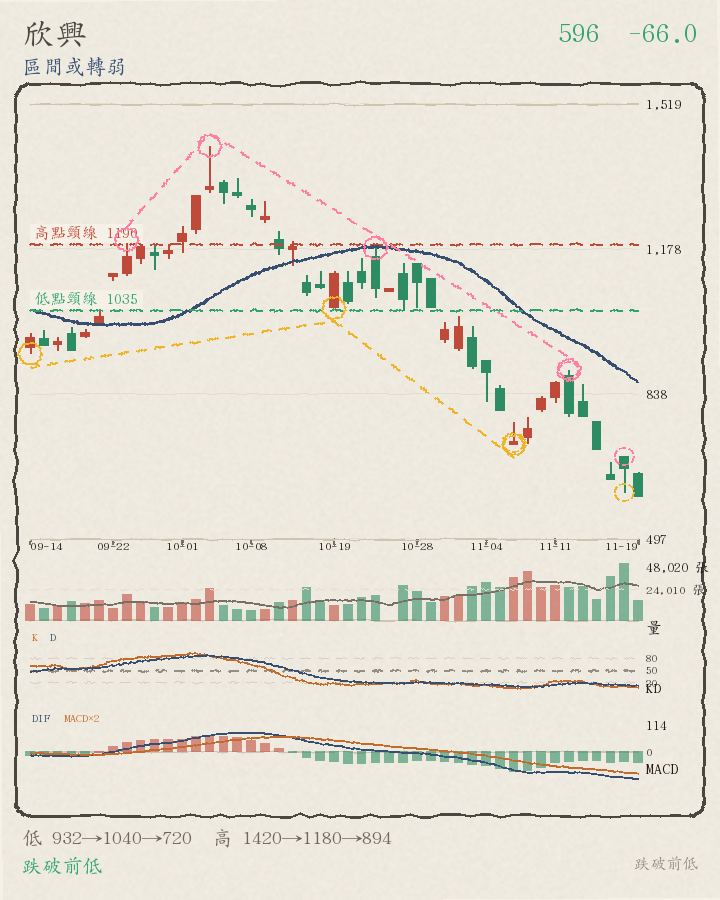 欣興 596 -66.0
區間或轉弱
1,519
高點頸線 1190
1,178
低點頸線 1035
838
497
09-14 09-22 10-01 10-08 10-19 10-28 11-04 11-11 11-19
48,020 張
24,010 張
量
K D
80
50
20
KD
DIF MACD×2
114
0
MACD
低 932→1040→720 高 1420→1180→894
跌破前低 跌破前低